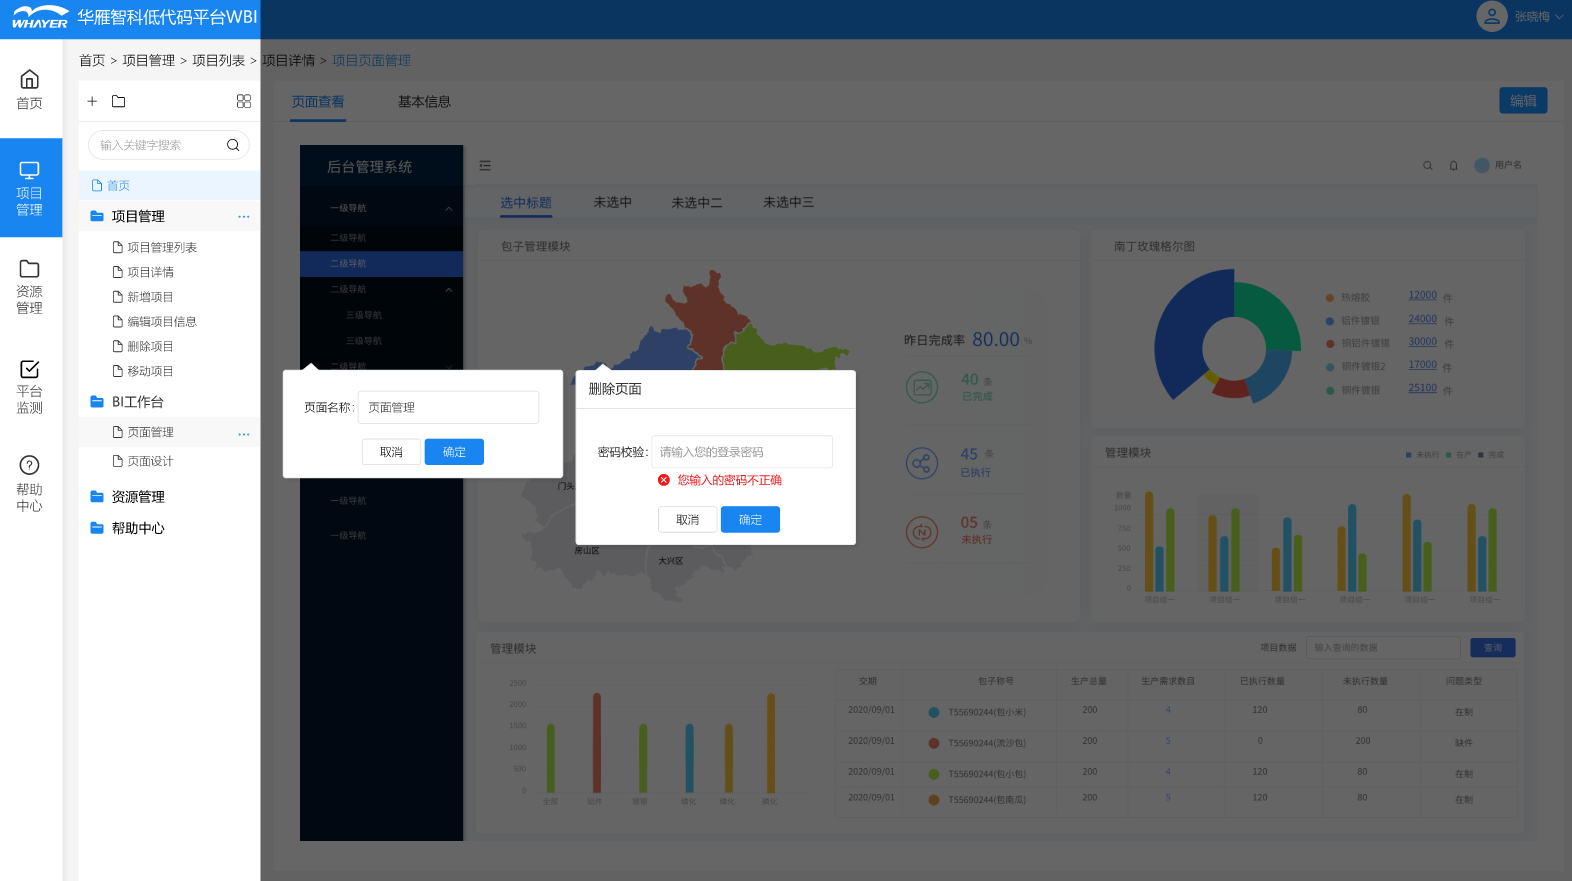 WHAYER 华雁智科低代码平台WBI
张晓梅
首页 > 项目管理 > 项目列表 > 项目详情 > 项目页面管理
首页
项目
管理
资源
管理
平台
监测
帮助
中心
输入关键字搜索
首页
项目管理
项目管理列表
项目详情
新增项目
编辑项目信息
删除项目
移动项目
BI工作台
页面管理
页面设计
资源管理
帮助中心
页面查看 基本信息
编辑
后台管理系统
用户名
一级导航
二级导航
二级导航
二级导航
三级导航
三级导航
二级导航
一级导航
一级导航
选中标题 未选中 未选中二 未选中三
包子管理模块
门头
房山区
大兴区
昨日完成率 80.00 %
40 条
已完成
45 条
已执行
05 条
未执行
南丁玫瑰格尔图
热熔胶 12000 件
铝件镀银 24000 件
铜铝件镀银 30000 件
铜件镀银2 17000 件
铜件镀银 25100 件
管理模块
未执行 在产 完成
数量
1000
750
500
250
0
项目组一 项目组一 项目组一 项目组一 项目组一 项目组一
页面名称: 页面管理
取消 确定
删除页面
密码校验: 请输入您的登录密码
您输入的密码不正确
取消 确定
管理模块
2500
2000
1500
1000
500
0
全部 铝件 镀银 磷化 磷化 磷化
项目数据 输入查询的数据 查询
交期 包子称号 生产总量 生产需求数目 已执行数量 未执行数量 问题类型
2020/09/01 T55690244(包小米) 200 4 120 80 在制
2020/09/01 T55690244(流沙包) 200 5 0 200 缺件
2020/09/01 T55690244(包小包) 200 4 120 80 在制
2020/09/01 T55690244(包南瓜) 200 5 120 80 在制